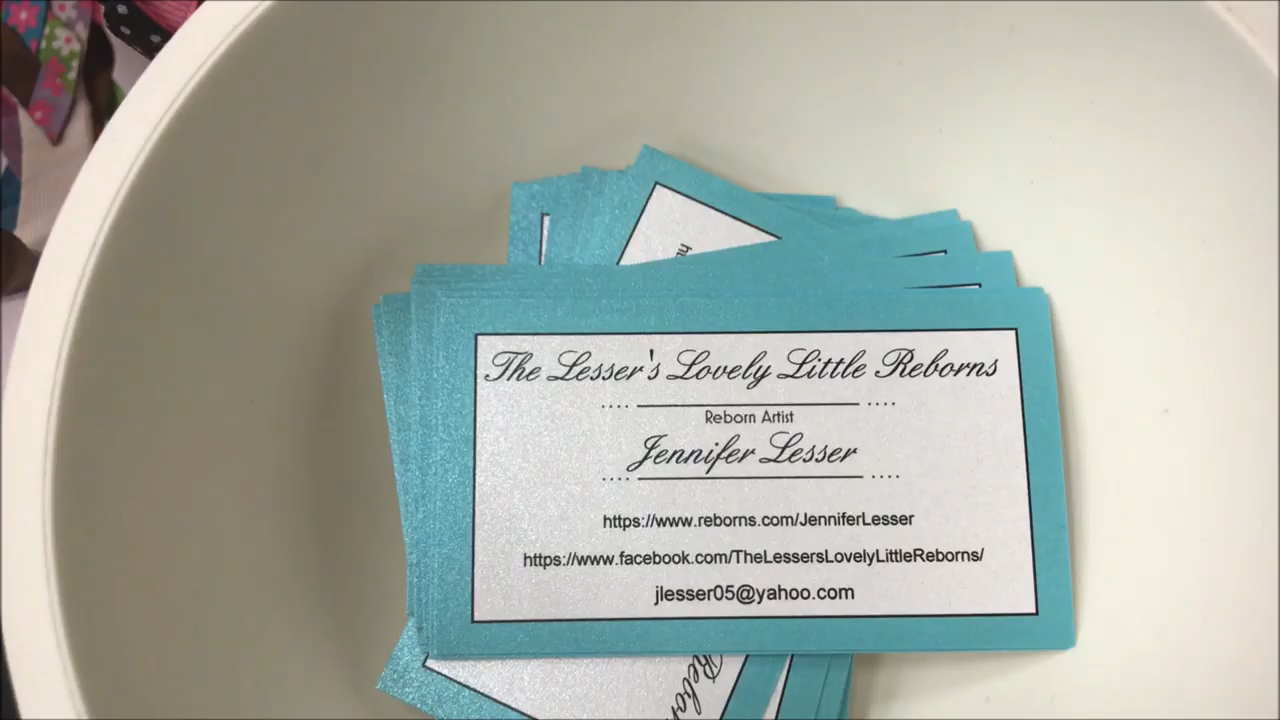 The Lesser's Lovely Little Reborns
Reborn Artist
Jennifer Lesser
https://www.reborns.com/JenniferLesser
https://www.facebook.com/TheLessersLovelyLittleReborns/
jlesser05@yahoo.com